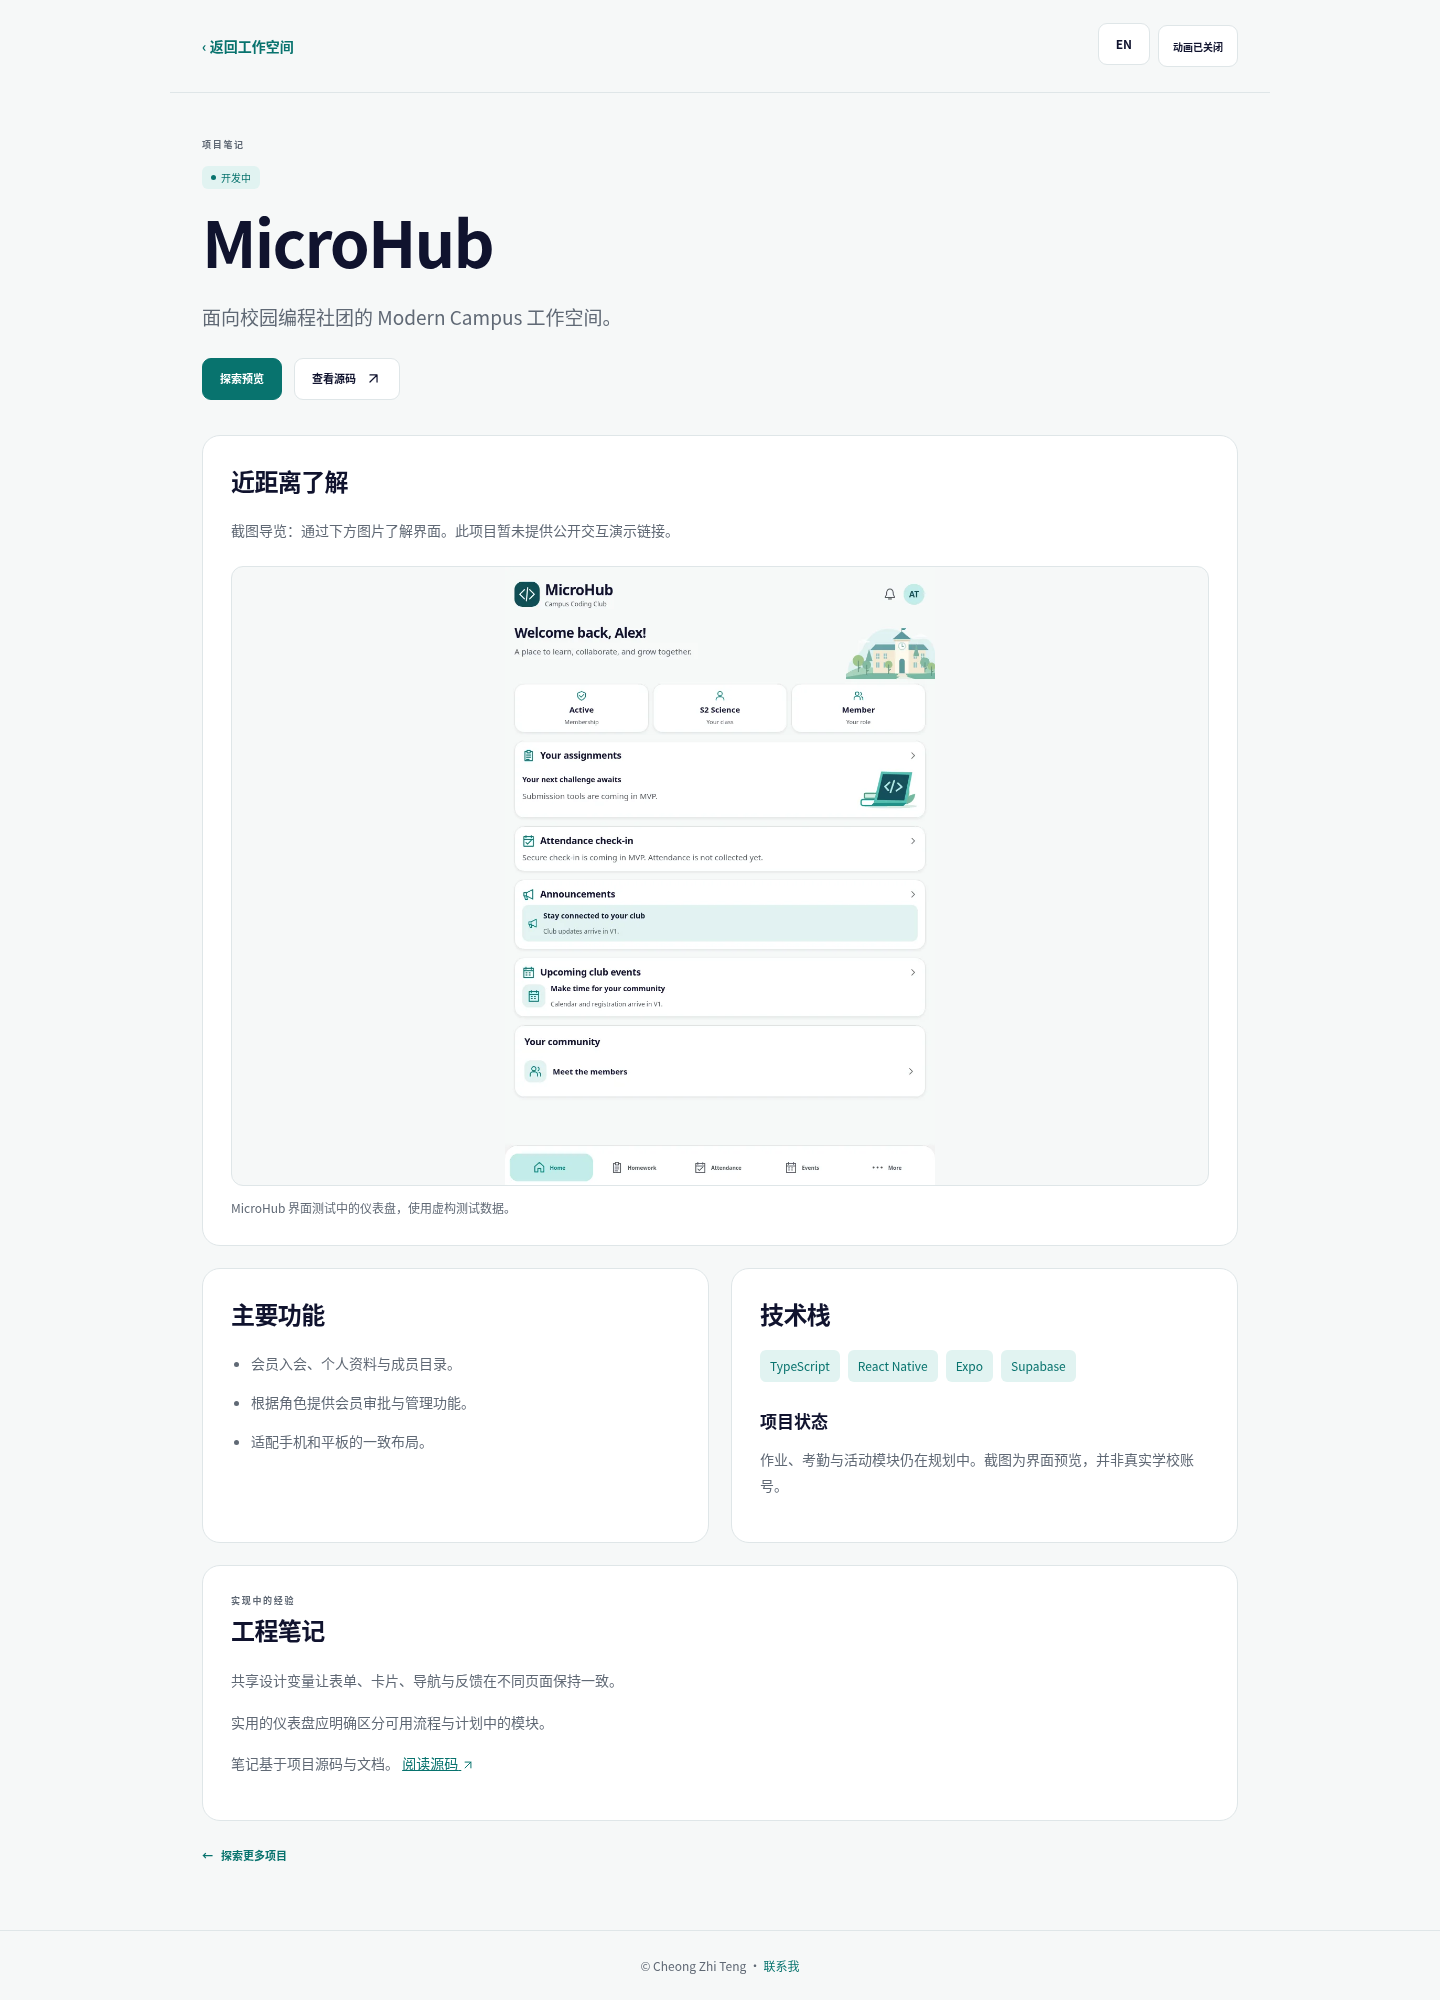 ‹ 返回工作空间
EN
动画已关闭
项目笔记
开发中
MicroHub
面向校园编程社团的 Modern Campus 工作空间。
探索预览
查看源码
近距离了解
截图导览：通过下方图片了解界面。此项目暂未提供公开交互演示链接。
MicroHub
Campus Coding Club
AT
Welcome back, Alex!
A place to learn, collaborate, and grow together.
Active
Membership
S2 Science
Your class
Member
Your role
Your assignments
Your next challenge awaits
Submission tools are coming in MVP.
Attendance check-in
Secure check-in is coming in MVP. Attendance is not collected yet.
Announcements
Stay connected to your club
Club updates arrive in V1.
Upcoming club events
Make time for your community
Calendar and registration arrive in V1.
Your community
Meet the members
Home
Homework
Attendance
Events
More
MicroHub 界面测试中的仪表盘，使用虚构测试数据。
主要功能
• 会员入会、个人资料与成员目录。
• 根据角色提供会员审批与管理功能。
• 适配手机和平板的一致布局。
技术栈
TypeScript
React Native
Expo
Supabase
项目状态
作业、考勤与活动模块仍在规划中。截图为界面预览，并非真实学校账
号。
实现中的经验
工程笔记
共享设计变量让表单、卡片、导航与反馈在不同页面保持一致。
实用的仪表盘应明确区分可用流程与计划中的模块。
笔记基于项目源码与文档。 阅读源码
← 探索更多项目
© Cheong Zhi Teng · 联系我